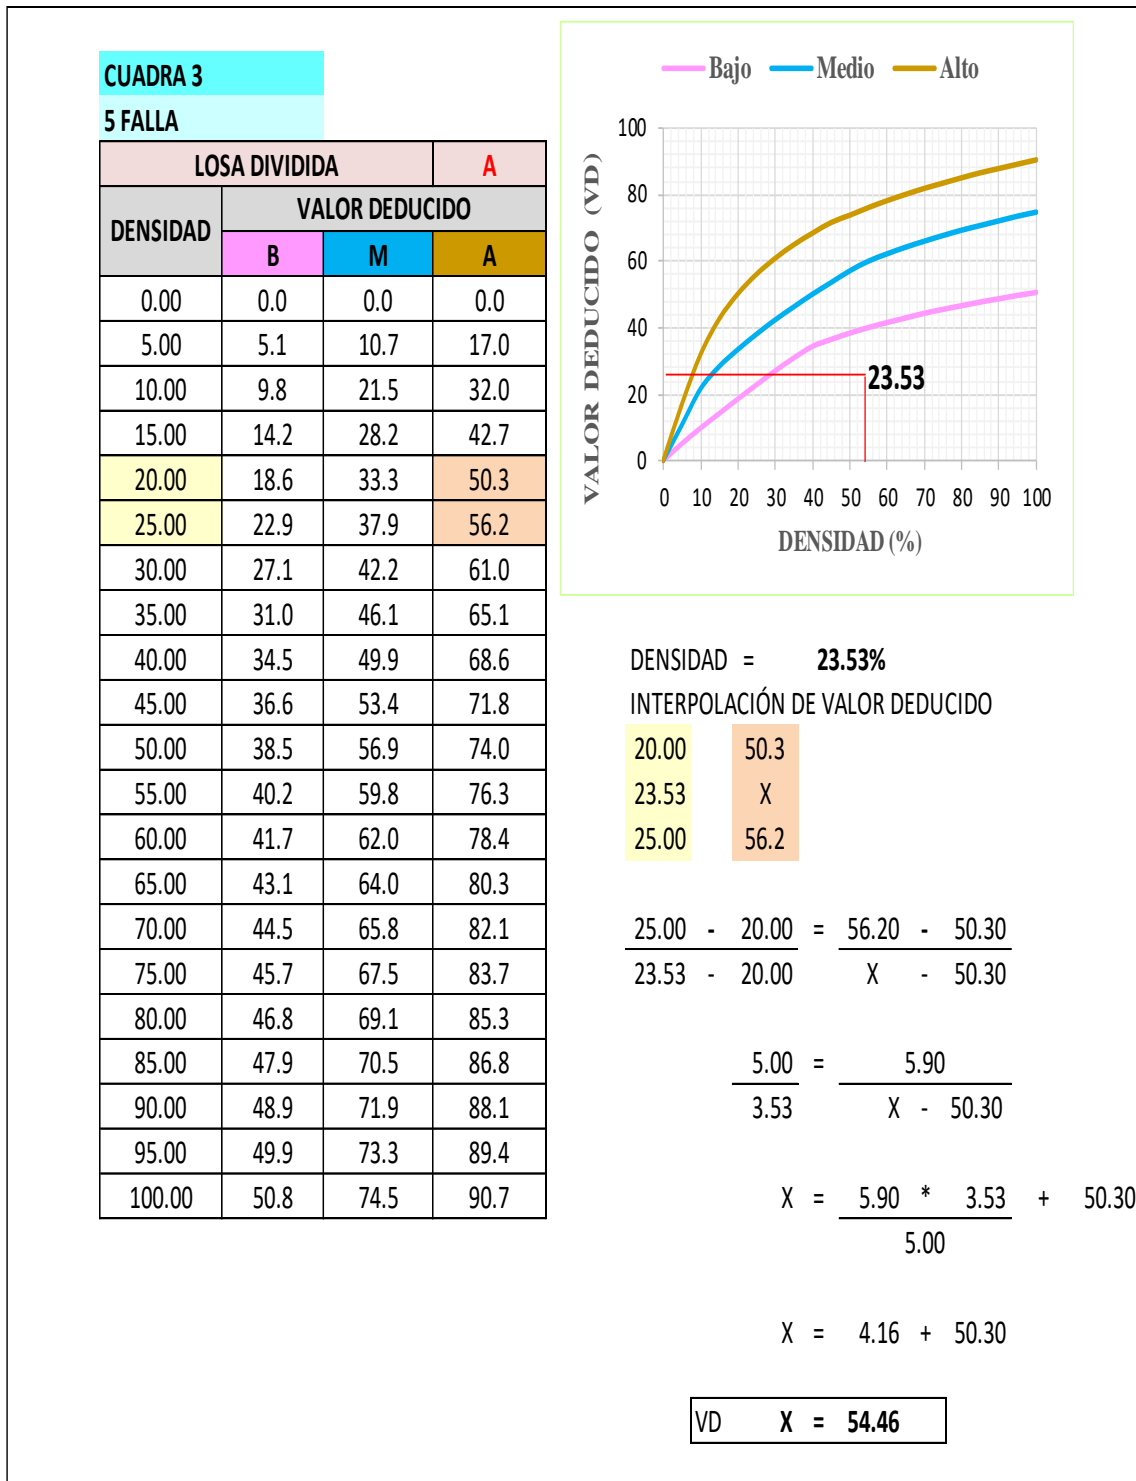 CUADRA 3
5 FALLA
LOSA DIVIDIDA A
DENSIDAD VALOR DEDUCIDO
B M A
0.00 0.0 0.0 0.0
5.00 5.1 10.7 17.0
10.00 9.8 21.5 32.0
15.00 14.2 28.2 42.7
20.00 18.6 33.3 50.3
25.00 22.9 37.9 56.2
30.00 27.1 42.2 61.0
35.00 31.0 46.1 65.1
40.00 34.5 49.9 68.6
45.00 36.6 53.4 71.8
50.00 38.5 56.9 74.0
55.00 40.2 59.8 76.3
60.00 41.7 62.0 78.4
65.00 43.1 64.0 80.3
70.00 44.5 65.8 82.1
75.00 45.7 67.5 83.7
80.00 46.8 69.1 85.3
85.00 47.9 70.5 86.8
90.00 48.9 71.9 88.1
95.00 49.9 73.3 89.4
100.00 50.8 74.5 90.7
Bajo Medio Alto
VALOR DEDUCIDO (VD)
100
80
60
40
20
0
23.53
0 10 20 30 40 50 60 70 80 90 100
DENSIDAD (%)
DENSIDAD = 23.53%
INTERPOLACIÓN DE VALOR DEDUCIDO
20.00 50.3
23.53 X
25.00 56.2
25.00 - 20.00 = 56.20 - 50.30
23.53 - 20.00 X - 50.30
5.00 = 5.90
3.53 X - 50.30
X = 5.90 * 3.53 + 50.30
5.00
X = 4.16 + 50.30
VD X = 54.46